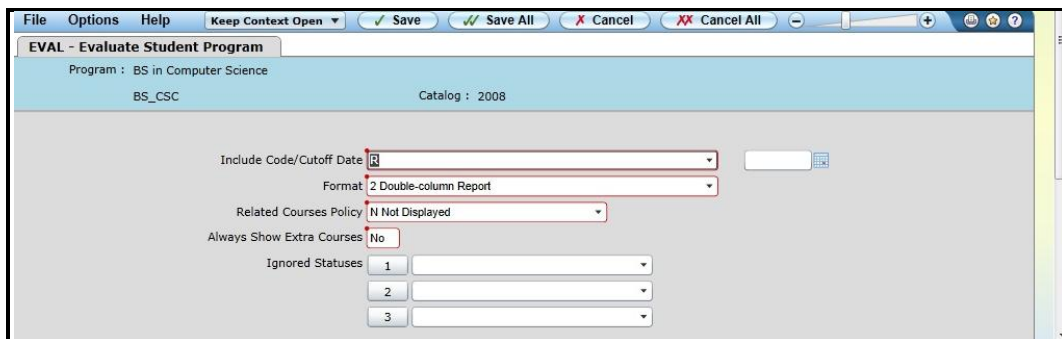 File Options Help Keep Context Open ▼ ✓ Save ✓✓ Save All ✗ Cancel ✗✗ Cancel All − + ?
EVAL - Evaluate Student Program
Program : BS in Computer Science
BS_CSC Catalog : 2008
Include Code/Cutoff Date R
Format 2 Double-column Report
Related Courses Policy N Not Displayed
Always Show Extra Courses No
Ignored Statuses 1
2
3